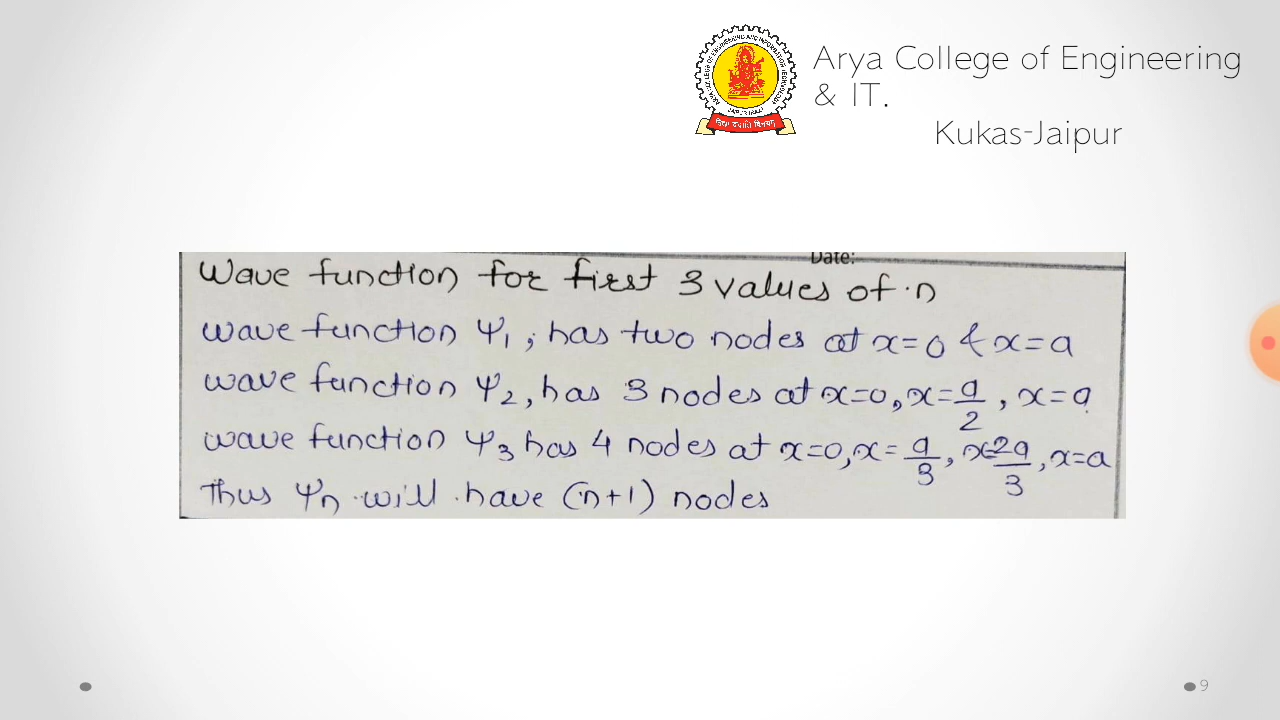 Arya College of Engineering
& IT.
Kukas-Jaipur
Date:
Wave function for first 3 values of n
wave function Ψ₁, has two nodes at x=0 & x=a
wave function Ψ₂, has 3 nodes at x=0, x=a/2, x=a
wave function Ψ₃ has 4 nodes at x=0, x=a/3, x=2a/3, x=a
Thus Ψn will have (n+1) nodes
9